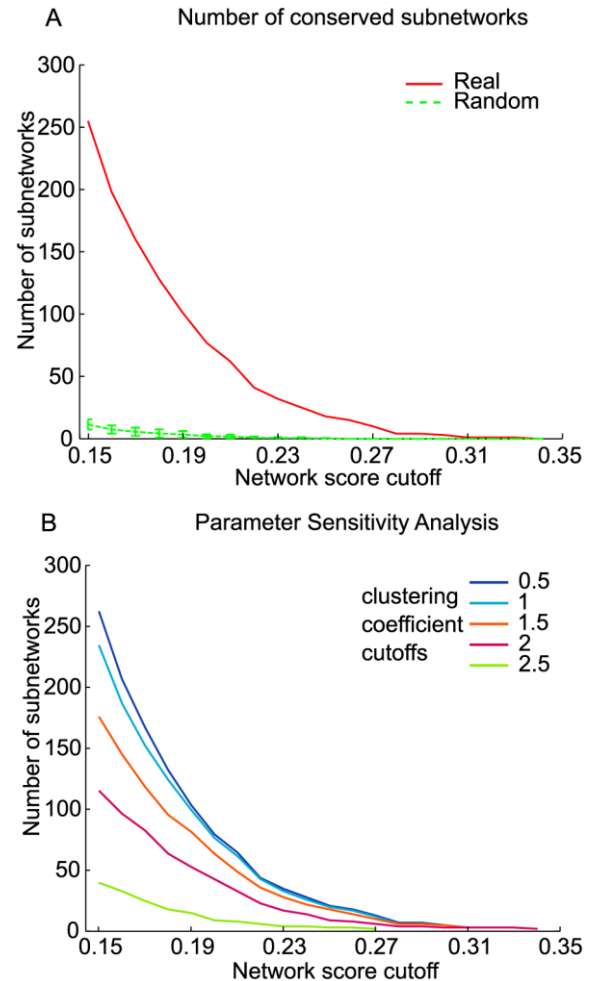 A Number of conserved subnetworks
300
250
200
150
100
50
0
Number of subnetworks
Real
Random
0.15 0.19 0.23 0.27 0.31 0.35
Network score cutoff
B Parameter Sensitivity Analysis
300
250
200
150
100
50
0
Number of subnetworks
clustering
coefficient
cutoffs
0.5
1
1.5
2
2.5
0.15 0.19 0.23 0.27 0.31 0.35
Network score cutoff